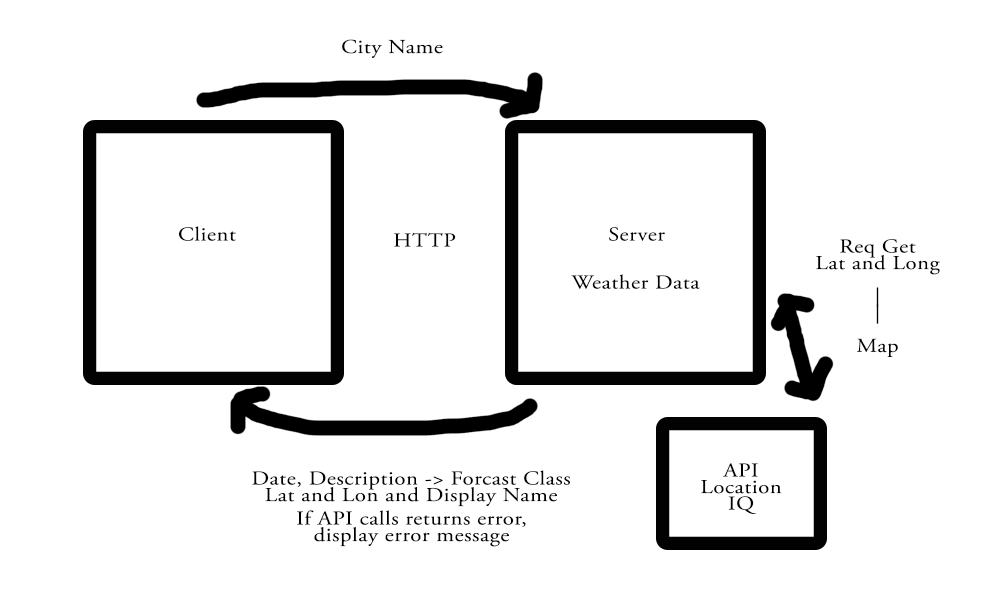 City Name
Client
HTTP
Server
Weather Data
Req Get
Lat and Long
Map
Date, Description -> Forcast Class
Lat and Lon and Display Name
If API calls returns error,
display error message
API
Location
IQ